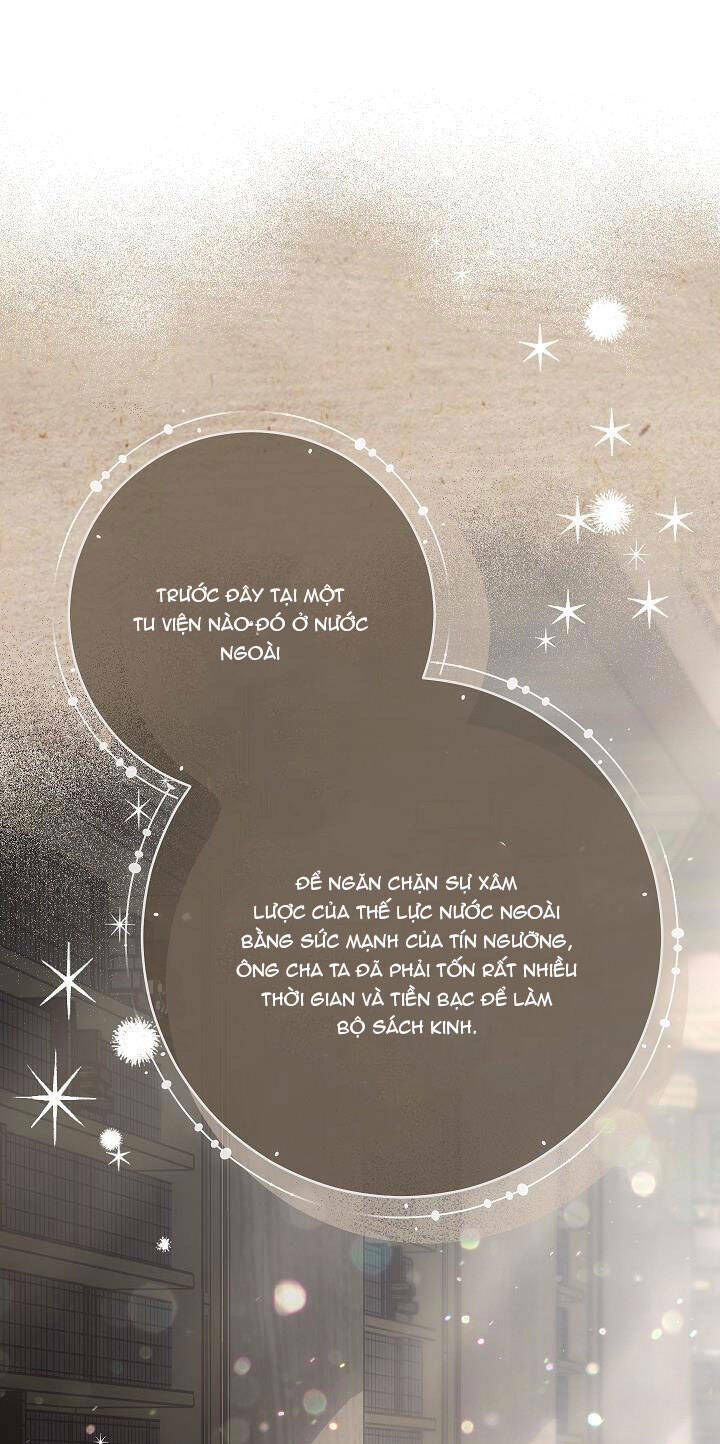 TRƯỚC ĐÂY TẠI MỘT
TU VIỆN NÀO ĐÓ Ở NƯỚC
NGOÀI
ĐỂ NGĂN CHẶN SỰ XÂM
LƯỢC CỦA THẾ LỰC NƯỚC NGOÀI
BẰNG SỨC MẠNH CỦA TÍN NGƯỠNG,
ÔNG CHA TA ĐÃ PHẢI TỐN RẤT NHIỀU
THỜI GIAN VÀ TIỀN BẠC ĐỂ LÀM
BỘ SÁCH KINH.